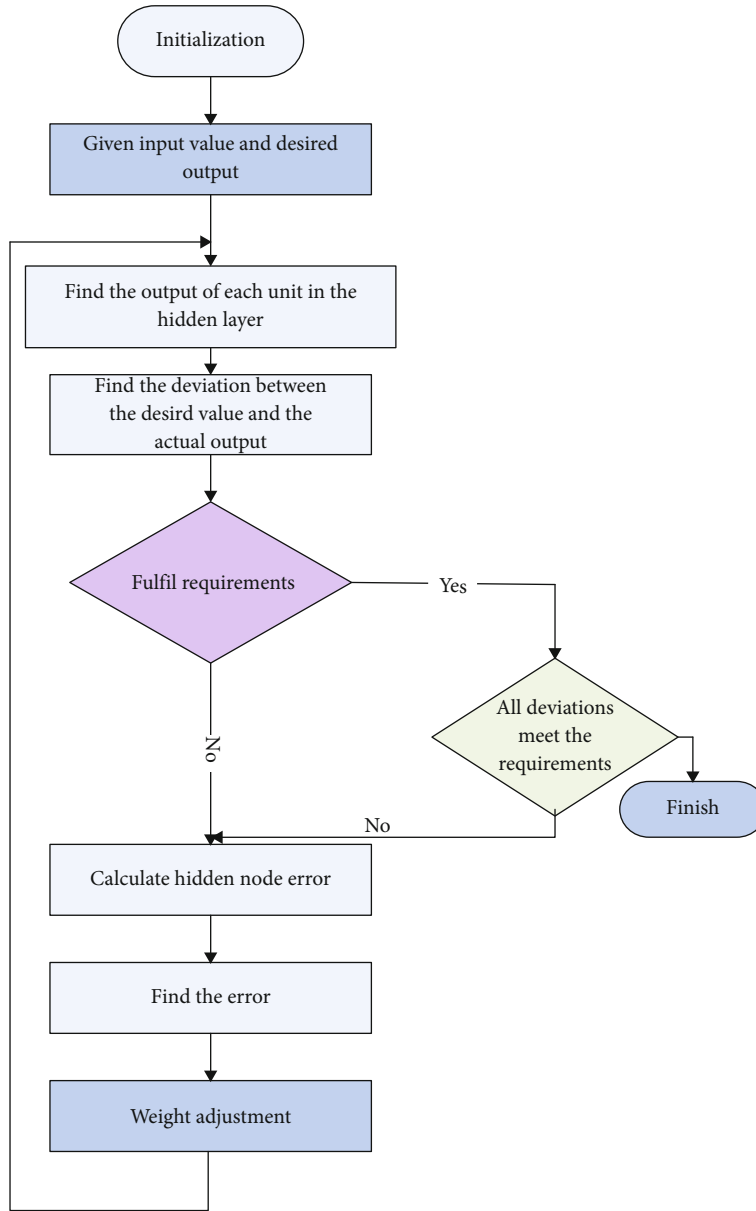 Initialization
Given input value and desired
output
Find the output of each unit in the
hidden layer
Find the deviation between
the desird value and the
actual output
Fulfil requirements
Yes
All deviations
meet the
requirements
No
Finish
No
Calculate hidden node error
Find the error
Weight adjustment